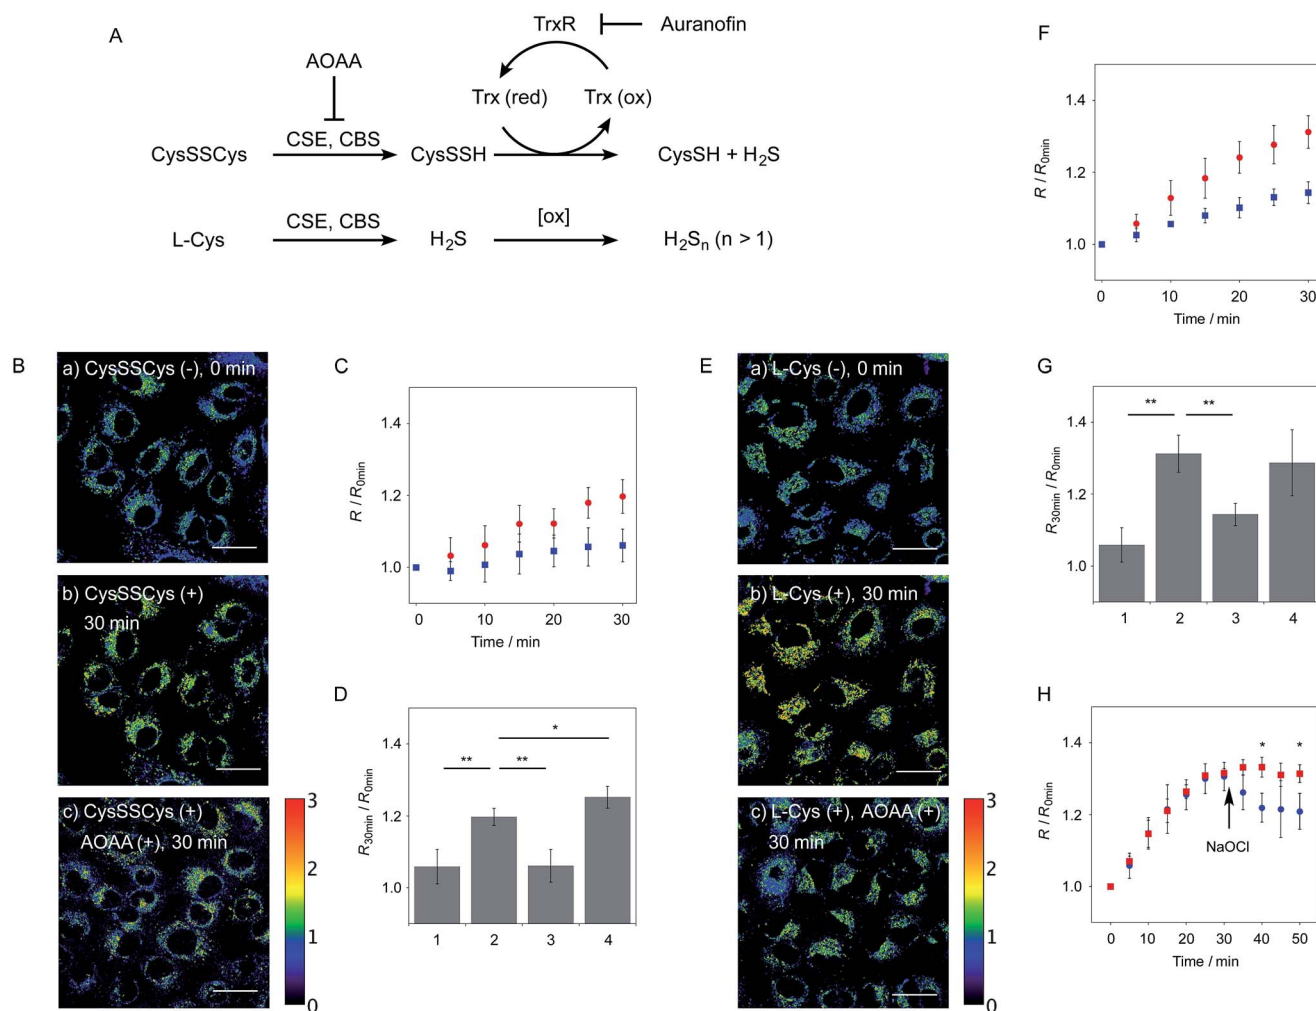 A
TrxR
Auranofin
AOAA
Trx (red)
Trx (ox)
CSE, CBS
CysSSCys
CysSSH
CysSH + H₂S
CSE, CBS
[ox]
L-Cys
H₂S
H₂Sₙ (n > 1)
B
a) CysSSCys (-), 0 min
b) CysSSCys (+)
30 min
c) CysSSCys (+)
AOAA (+), 30 min
3
2
1
0
C
R / R0min
1.4
1.2
1.0
0
10
20
30
Time / min
D
R30min / R0min
1.4
1.2
1.0
**
**
*
1
2
3
4
E
a) L-Cys (-), 0 min
b) L-Cys (+), 30 min
c) L-Cys (+), AOAA (+)
30 min
3
2
1
0
F
R / R0min
1.4
1.2
1.0
0
10
20
30
Time / min
G
R30min / R0min
1.4
1.2
1.0
**
**
1
2
3
4
H
R / R0min
1.4
1.2
1.0
*
*
NaOCl
0
10
20
30
40
50
Time / min